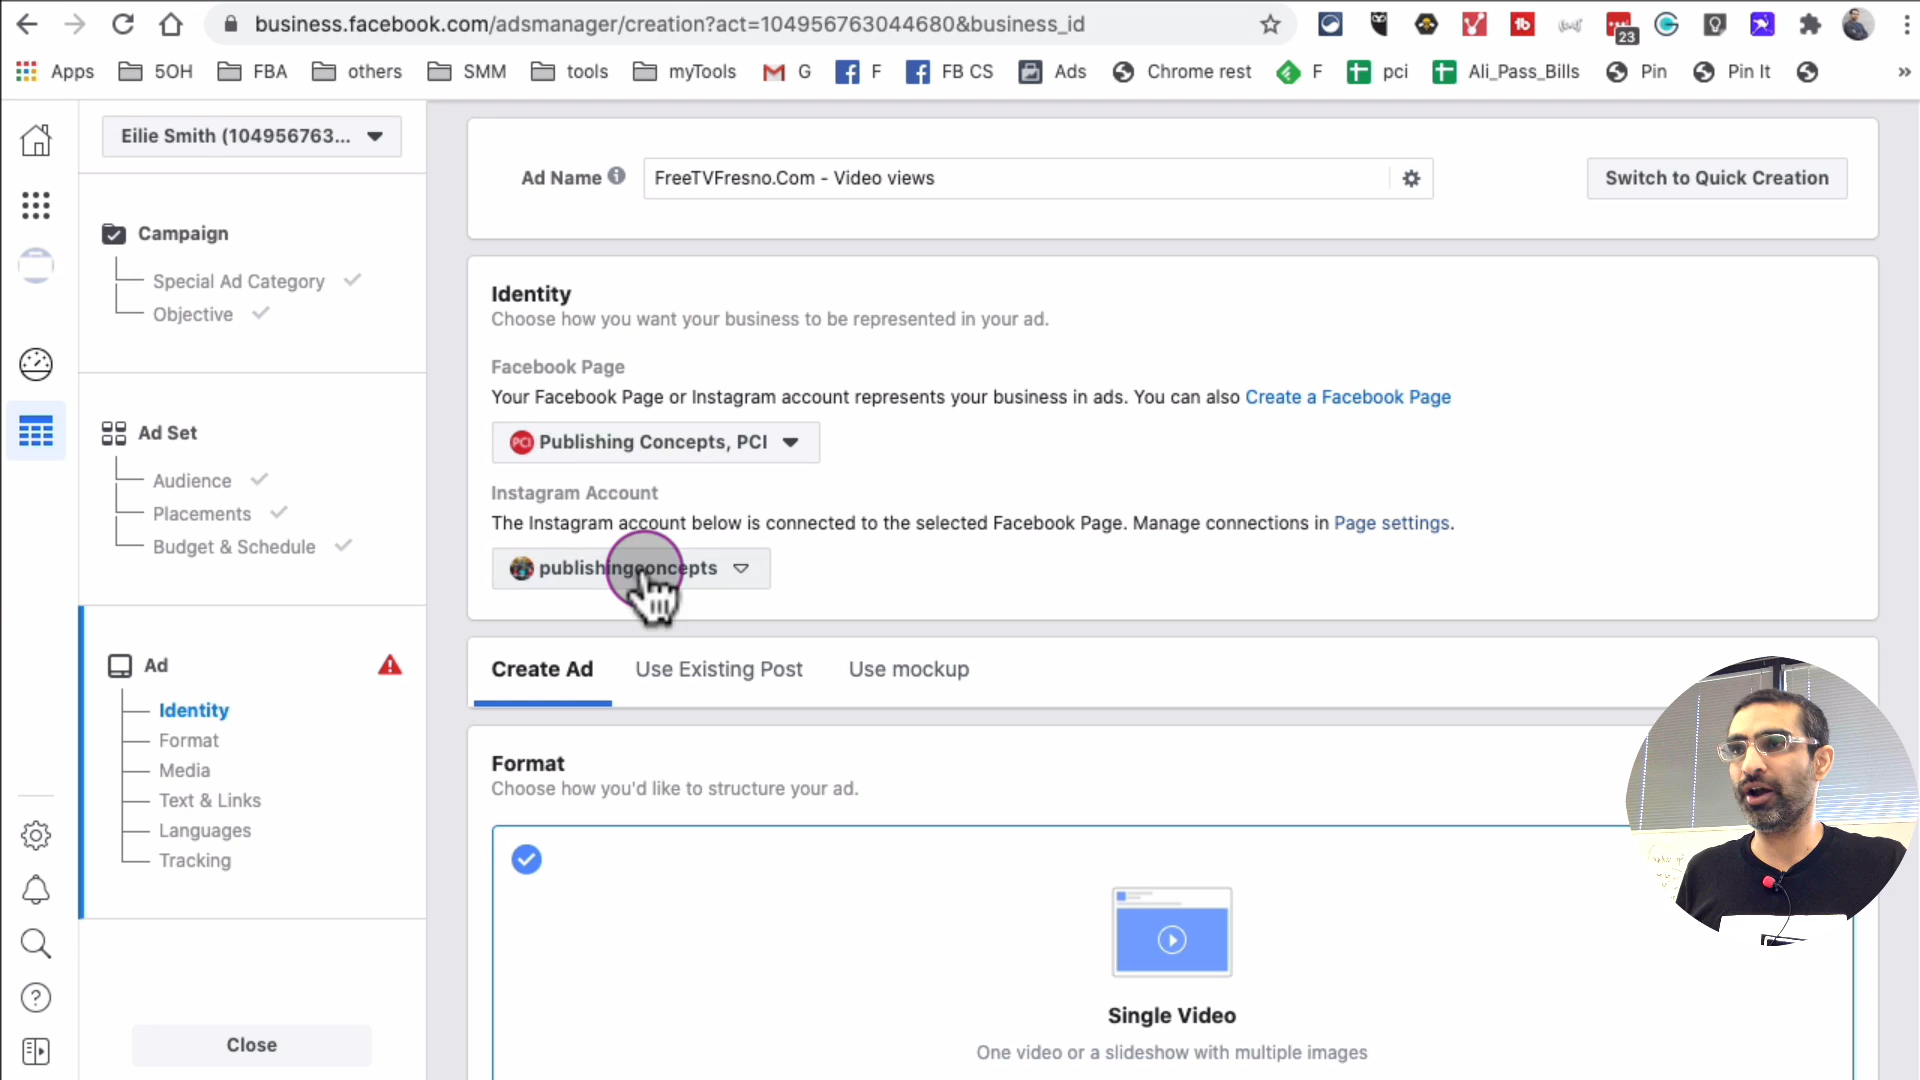 business.facebook.com/adsmanager/creation?act=104956763044680&business_id
23
Apps 5OH FBA others SMM tools myTools G F FB CS Ads Chrome rest F pci Ali_Pass_Bills Pin Pin It »
Eilie Smith (104956763...
Ad Name FreeTVFresno.Com - Video views Switch to Quick Creation
Campaign
Special Ad Category
Objective
Ad Set
Audience
Placements
Budget & Schedule
Ad
Identity
Format
Media
Text & Links
Languages
Tracking
Close
Identity
Choose how you want your business to be represented in your ad.
Facebook Page
Your Facebook Page or Instagram account represents your business in ads. You can also Create a Facebook Page
PCI Publishing Concepts, PCI
Instagram Account
The Instagram account below is connected to the selected Facebook Page. Manage connections in Page settings.
publishingconcepts
Create Ad Use Existing Post Use mockup
Format
Choose how you'd like to structure your ad.
Single Video
One video or a slideshow with multiple images